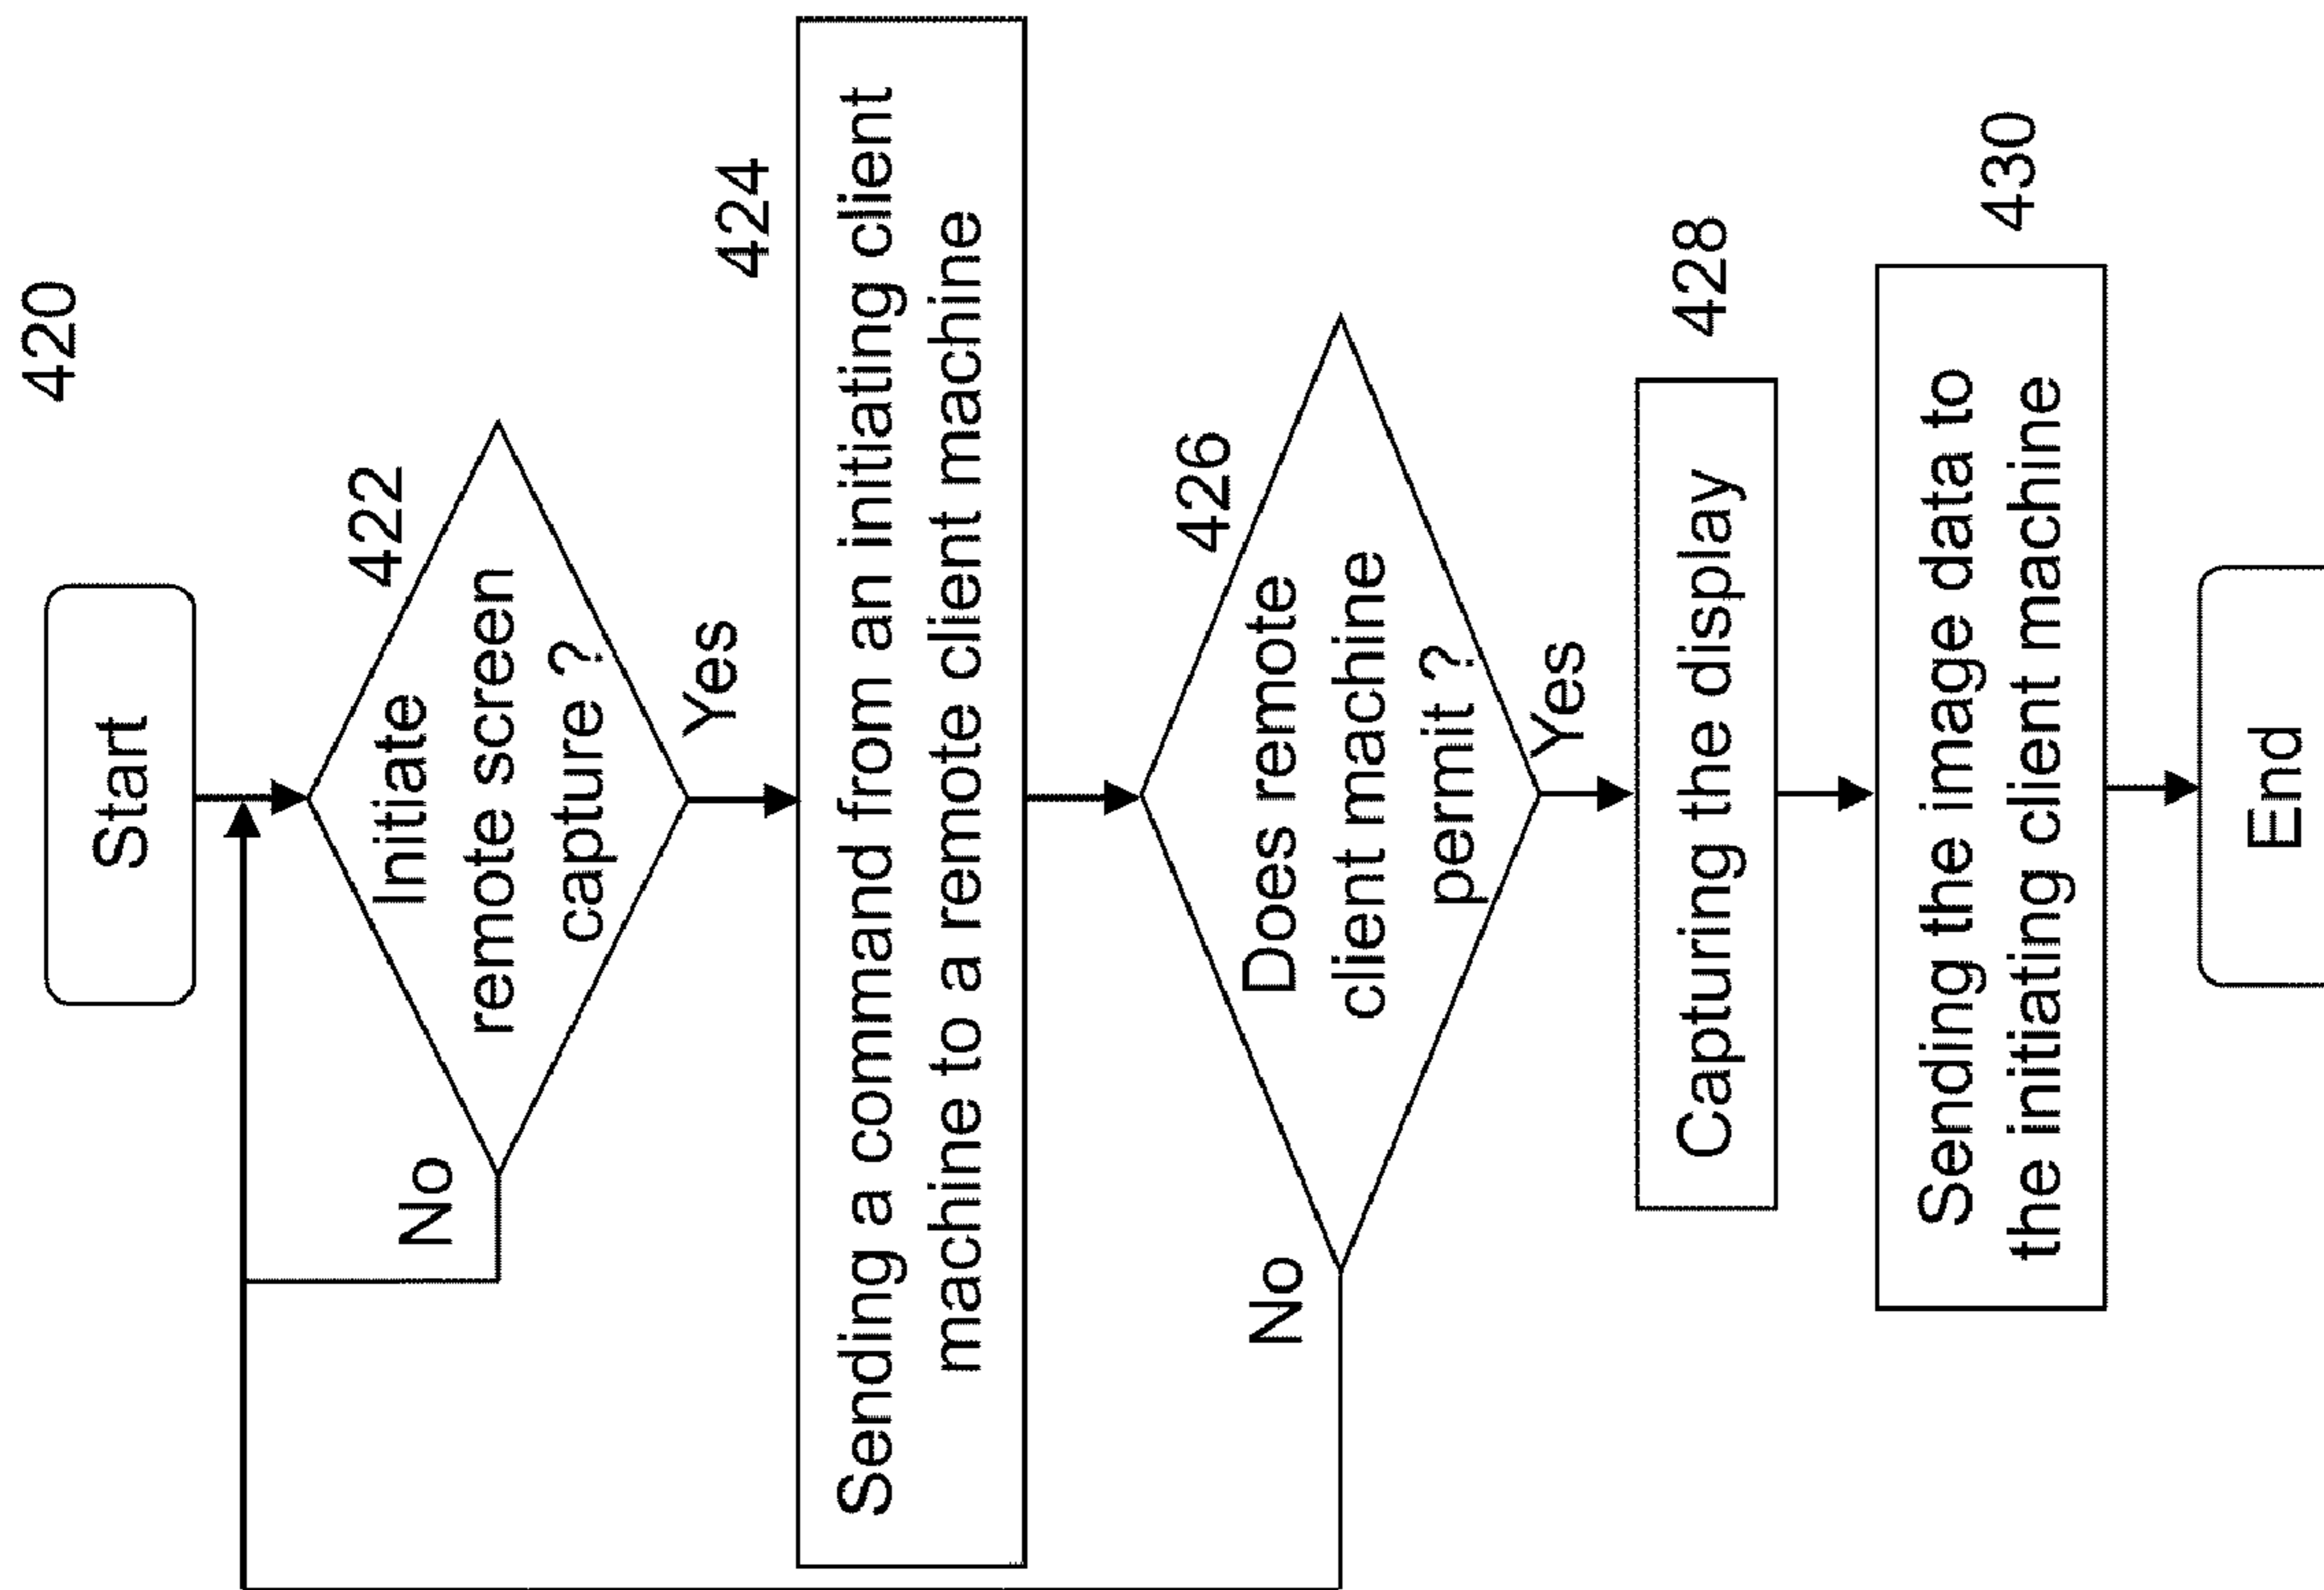 420
Start
422
Initiate
remote screen
capture ?
No
Yes
424
Sending a command from an initiating client
machine to a remote client machine
426
Does remote
client machine
permit ?
No
Yes
428
Capturing the display
430
Sending the image data to
the initiating client machine
End